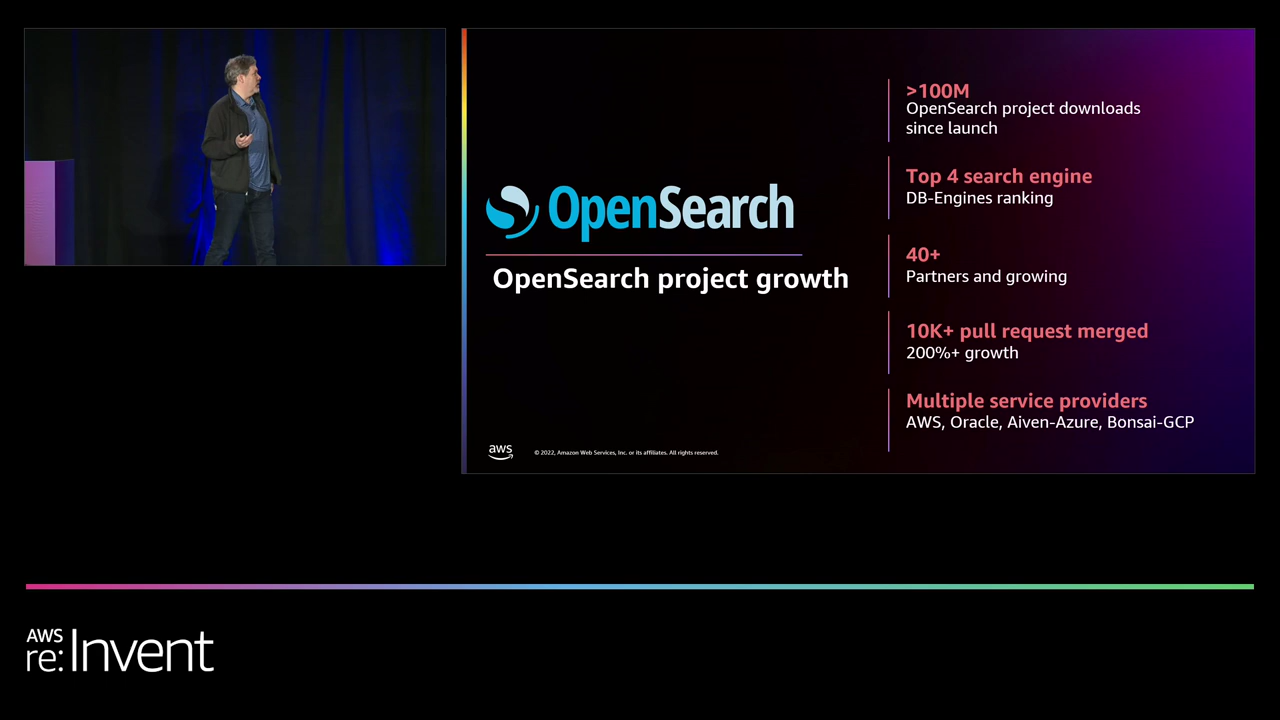 OpenSearch
OpenSearch project growth
aws
© 2022, Amazon Web Services, Inc. or its affiliates. All rights reserved.
>100M
OpenSearch project downloads
since launch
Top 4 search engine
DB-Engines ranking
40+
Partners and growing
10K+ pull request merged
200%+ growth
Multiple service providers
AWS, Oracle, Aiven-Azure, Bonsai-GCP
AWS
re:Invent